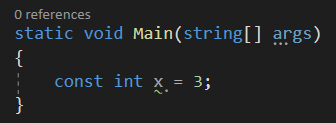 0 references
static void Main(string[] args)
{
    const int x = 3;
}